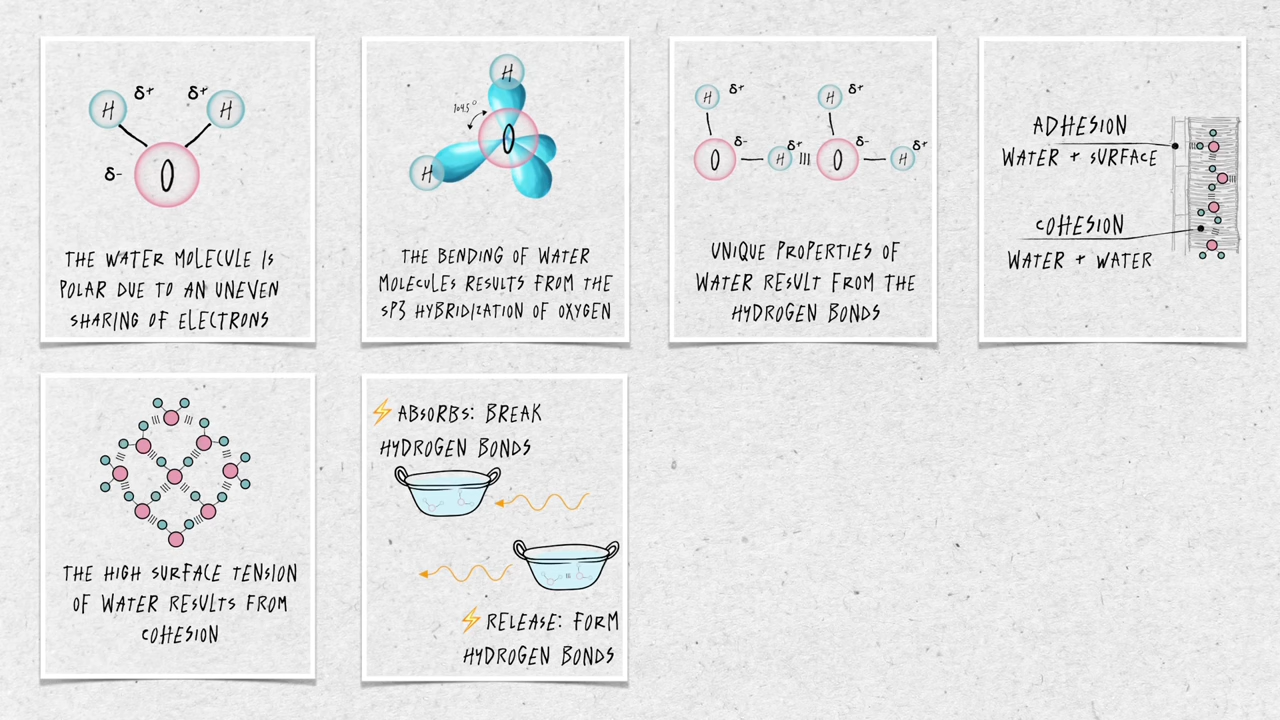 H δ+ δ+ H
δ- O
THE WATER MOLECULE IS
POLAR DUE TO AN UNEVEN
SHARING OF ELECTRONS
H
104.5°
O
H
THE BENDING OF WATER
MOLECULES RESULTS FROM THE
SP3 HYBRIDIZATION OF OXYGEN
H δ+ H δ+
δ- δ+ δ- δ+
O H O H
UNIQUE PROPERTIES OF
WATER RESULT FROM THE
HYDROGEN BONDS
ADHESION
WATER + SURFACE
COHESION
WATER + WATER
THE HIGH SURFACE TENSION
OF WATER RESULTS FROM
COHESION
ABSORBS: BREAK
HYDROGEN BONDS
RELEASE: FORM
HYDROGEN BONDS